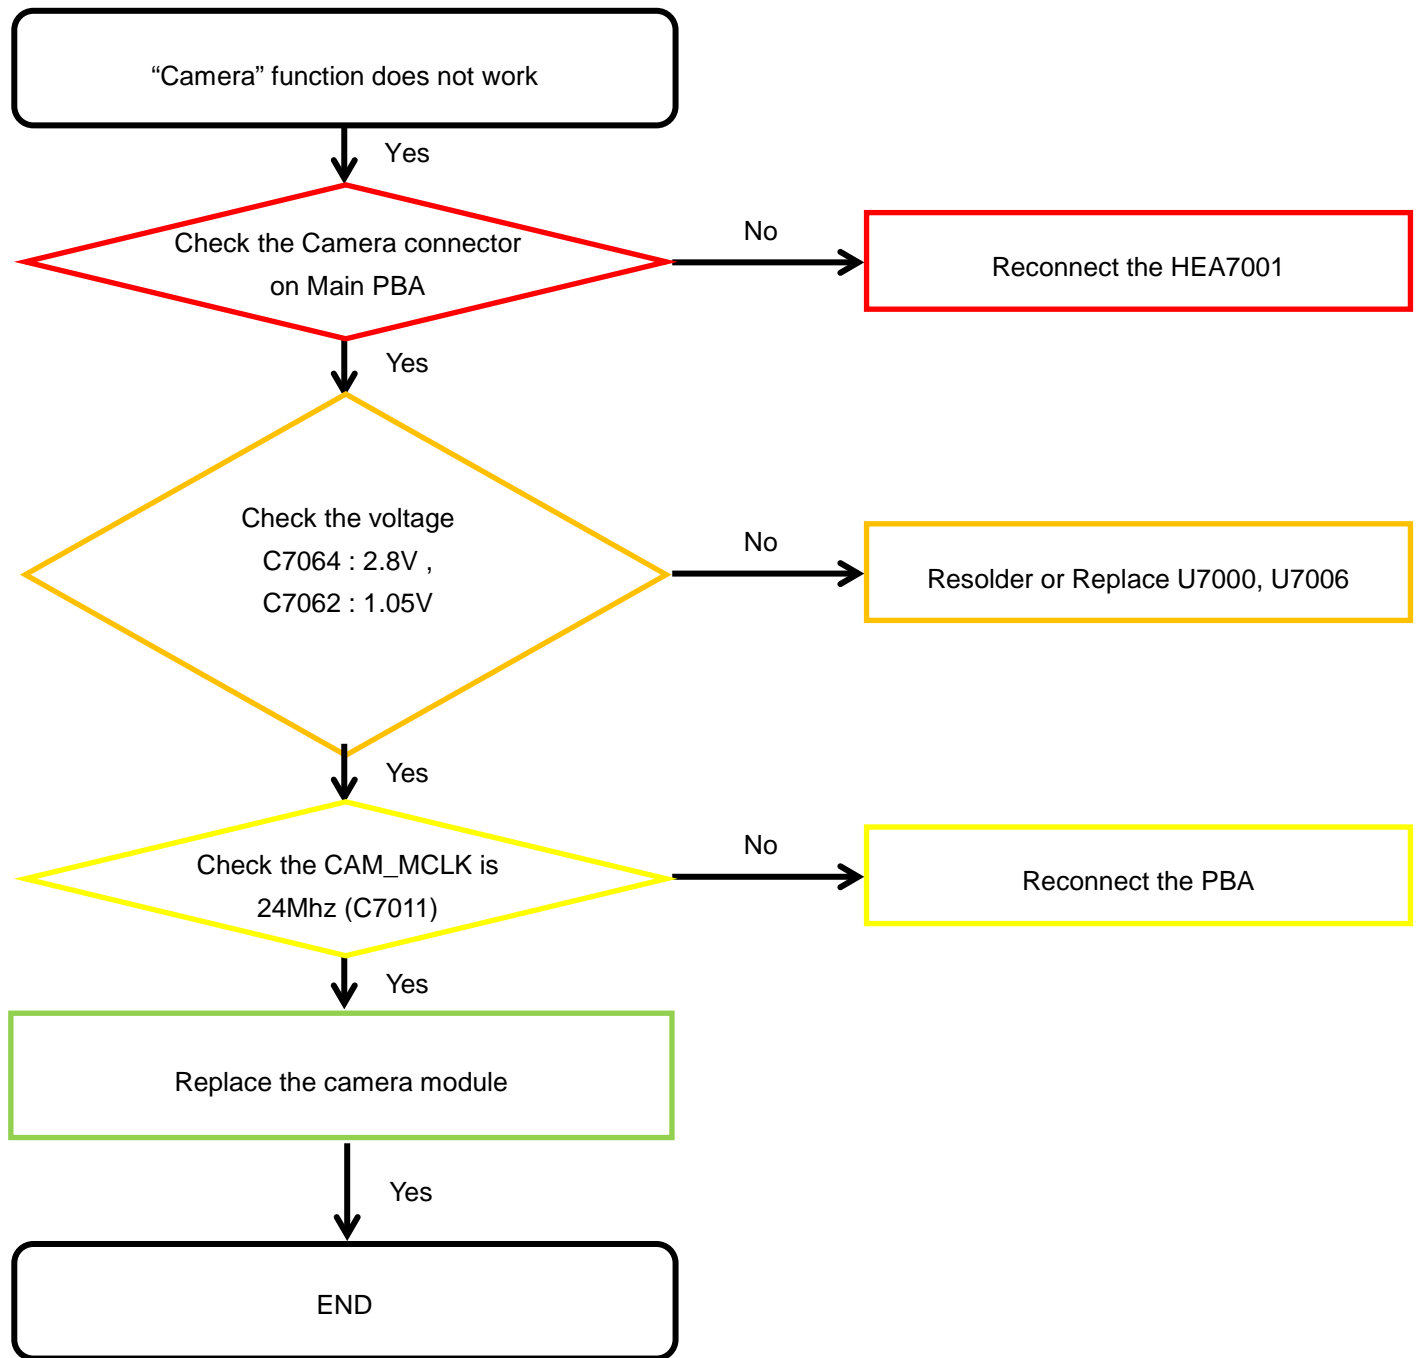 “Camera” function does not work
Yes
Check the Camera connector
on Main PBA
No
Reconnect the HEA7001
Yes
Check the voltage
C7064 : 2.8V ,
C7062 : 1.05V
No
Resolder or Replace U7000, U7006
Yes
Check the CAM_MCLK is
24Mhz (C7011)
No
Reconnect the PBA
Yes
Replace the camera module
Yes
END